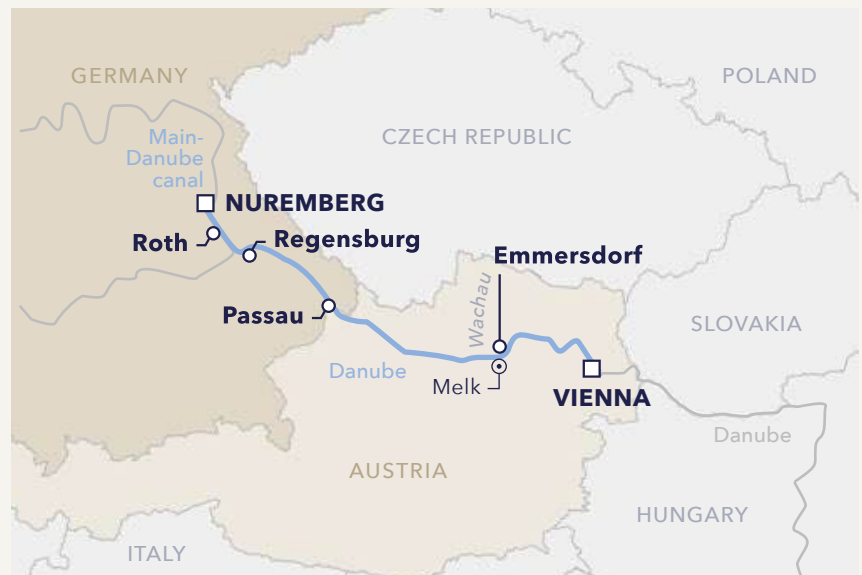 GERMANY
POLAND
CZECH REPUBLIC
Main-
Danube
canal
NUREMBERG
Roth
Regensburg
Emmersdorf
Wachau
Passau
SLOVAKIA
Danube
Melk
VIENNA
Danube
AUSTRIA
HUNGARY
ITALY